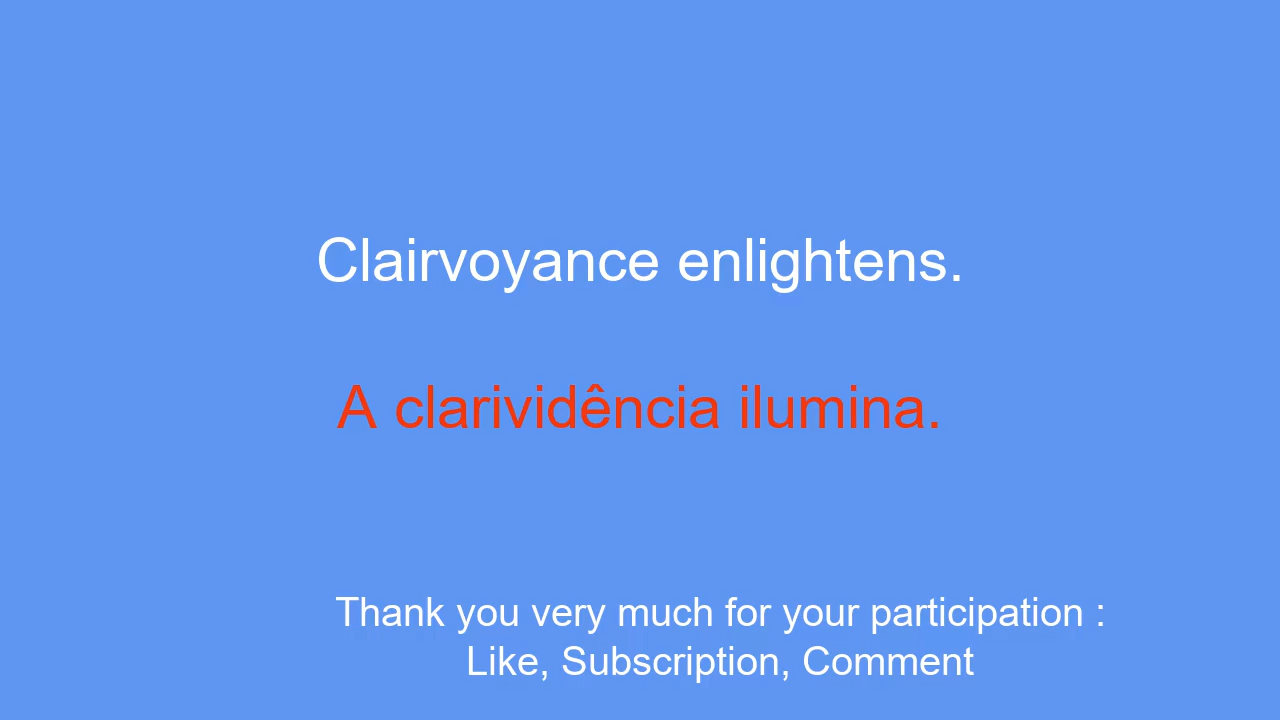 Clairvoyance enlightens.
A clarividência ilumina.
Thank you very much for your participation :
Like, Subscription, Comment